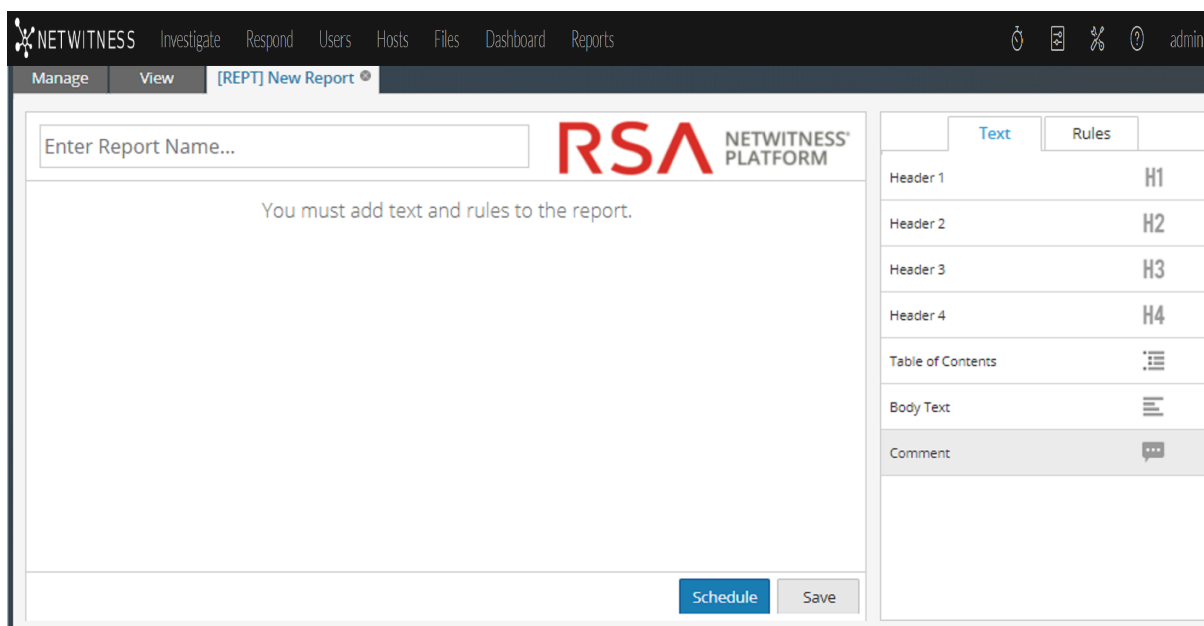 NETWITNESS Investigate Respond Users Hosts Files Dashboard Reports ? admin
Manage View [REPT] New Report
Enter Report Name...
RSA NETWITNESS®
PLATFORM
You must add text and rules to the report.
Schedule Save
Text Rules
Header 1 H1
Header 2 H2
Header 3 H3
Header 4 H4
Table of Contents
Body Text
Comment